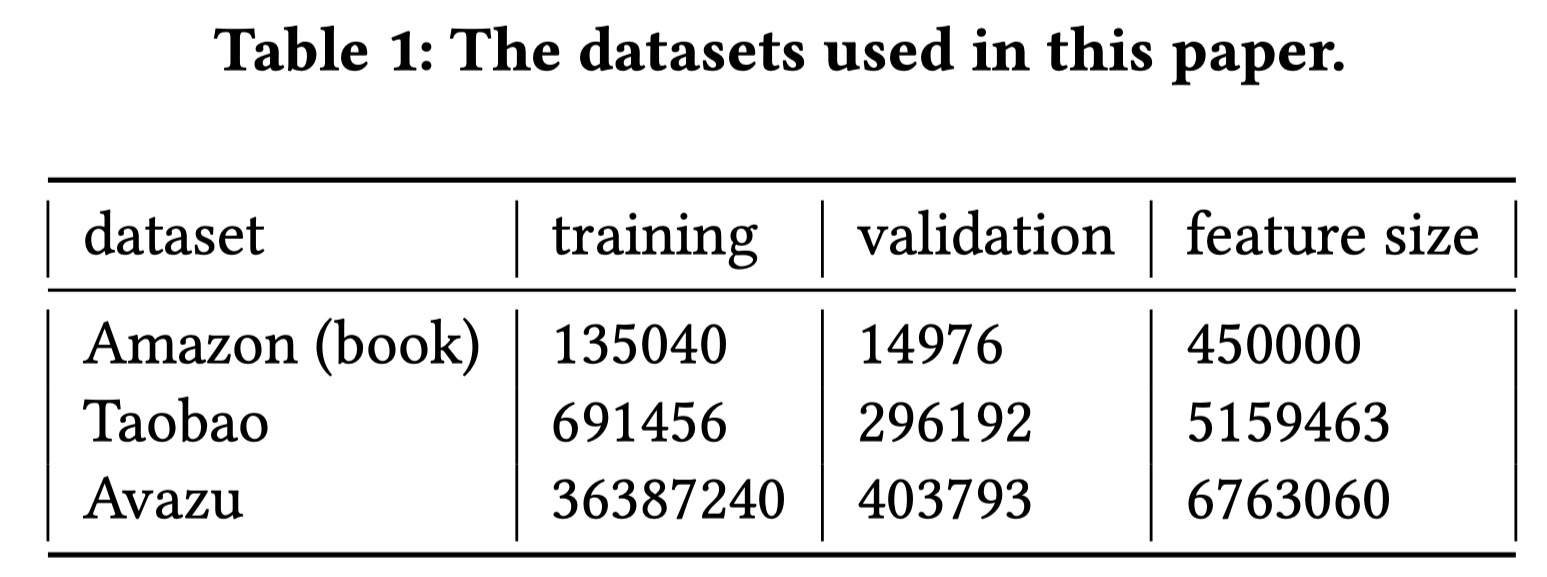 Table 1: The datasets used in this paper.
dataset training validation feature size
Amazon (book) 135040 14976 450000
Taobao 691456 296192 5159463
Avazu 36387240 403793 6763060